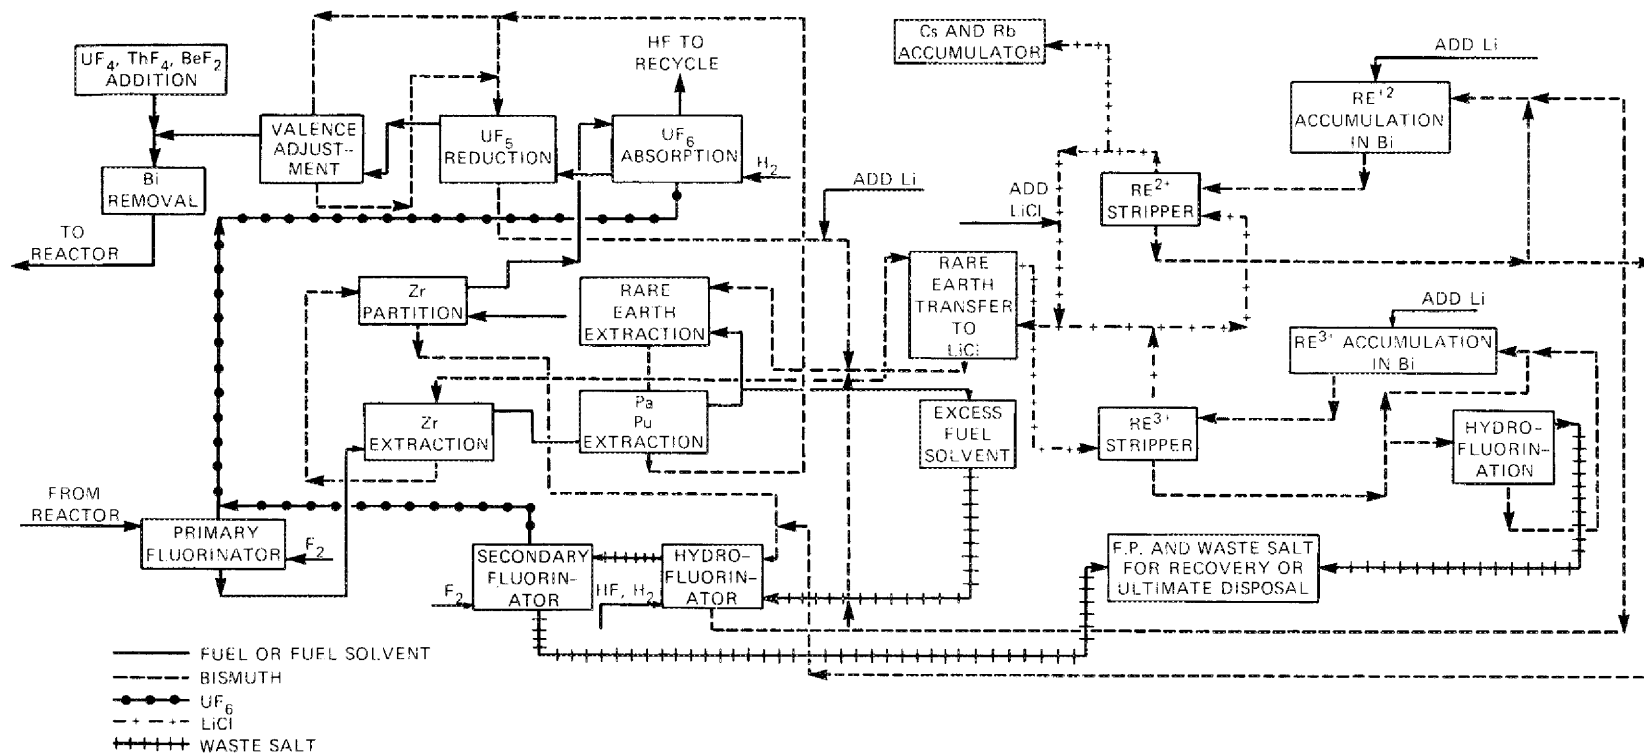 UF4, ThF4, BeF2
ADDITION
VALENCE
ADJUST-
MENT
UF5
REDUCTION
HF TO
RECYCLE
UF6
ABSORPTION
H2
Bi
REMOVAL
TO
REACTOR
ADD Li
Cs AND Rb
ACCUMULATOR
ADD Li
RE+2
ACCUMULATION
IN Bi
ADD
LiCl
RE2+
STRIPPER
Zr
PARTITION
RARE
EARTH
EXTRACTION
RARE
EARTH
TRANSFER
TO
LiCl
ADD Li
RE3+ ACCUMULATION
IN Bi
Zr
EXTRACTION
Pa
Pu
EXTRACTION
EXCESS
FUEL
SOLVENT
RE3+
STRIPPER
HYDRO-
FLUORIN-
ATION
FROM
REACTOR
PRIMARY
FLUORINATOR
F2
SECONDARY
FLUORIN-
ATOR
F2
HF, H2
HYDRO-
FLUORIN-
ATOR
F.P. AND WASTE SALT
FOR RECOVERY OR
ULTIMATE DISPOSAL
FUEL OR FUEL SOLVENT
BISMUTH
UF6
LiCl
WASTE SALT